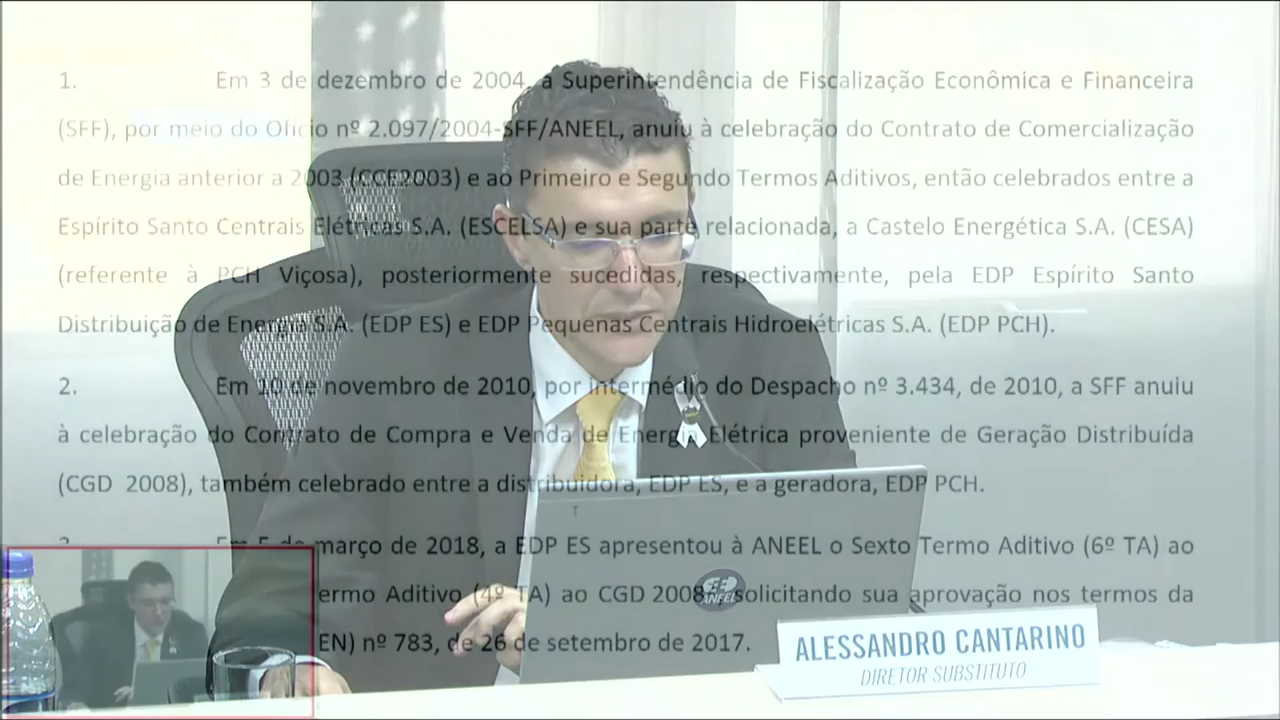 1. Em 3 de dezembro de 2004, a Superintendência de Fiscalização Econômica e Financeira
(SFF), por meio do Ofício nº 2.097/2004-SFF/ANEEL, anuiu à celebração do Contrato de Comercialização
de Energia anterior a 2003 (CCE2003) e ao Primeiro e Segundo Termos Aditivos, então celebrados entre a
Espírito Santo Centrais Elétricas S.A. (ESCELSA) e sua parte relacionada, a Castelo Energética S.A. (CESA)
(referente à PCH Viçosa), posteriormente sucedidas, respectivamente, pela EDP Espírito Santo
Distribuição de Energia S.A. (EDP ES) e EDP Pequenas Centrais Hidroelétricas S.A. (EDP PCH).
2. Em 10 de novembro de 2010, por intermédio do Despacho nº 3.434, de 2010, a SFF anuiu
à celebração do Contrato de Compra e Venda de Energia Elétrica proveniente de Geração Distribuída
(CGD 2008), também celebrado entre a distribuidora, EDP ES, e a geradora, EDP PCH.
Em 5 de março de 2018, a EDP ES apresentou à ANEEL o Sexto Termo Aditivo (6º TA) ao
ermo Aditivo (4º TA) ao CGD 2008, solicitando sua aprovação nos termos da
EN) nº 783, de 26 de setembro de 2017.
ANEEL
ALESSANDRO CANTARINO
DIRETOR SUBSTITUTO